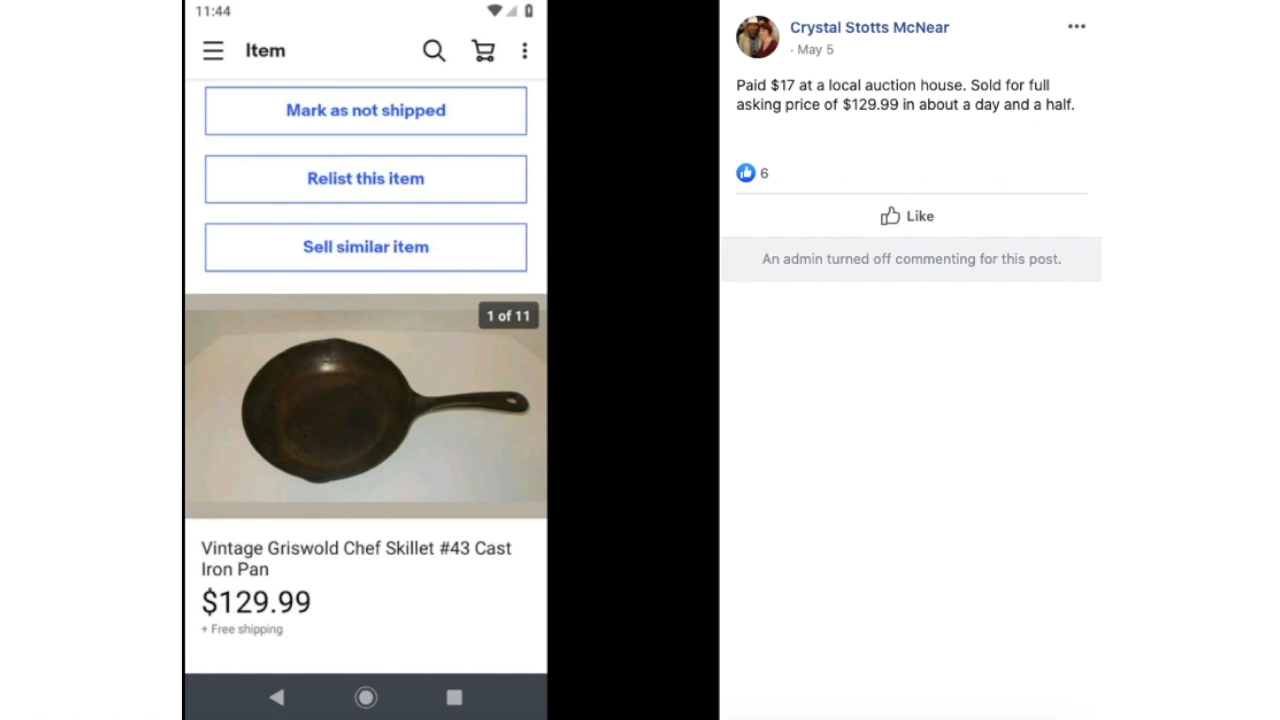 11:44
Item
Mark as not shipped
Relist this item
Sell similar item
1 of 11
Vintage Griswold Chef Skillet #43 Cast
Iron Pan
$129.99
+ Free shipping
Crystal Stotts McNear
· May 5
Paid $17 at a local auction house. Sold for full
asking price of $129.99 in about a day and a half.
6
Like
An admin turned off commenting for this post.